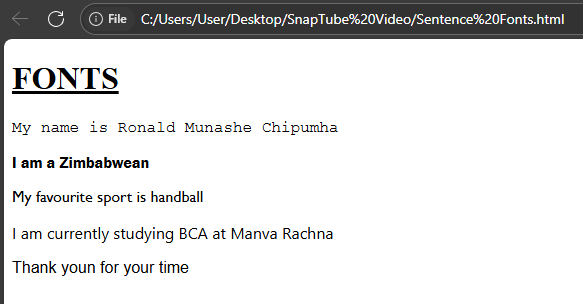 File C:/Users/User/Desktop/SnapTube%20Video/Sentence%20Fonts.html
FONTS
My name is Ronald Munashe Chipumha
I am a Zimbabwean
My favourite sport is handball
I am currently studying BCA at Manva Rachna
Thank youn for your time